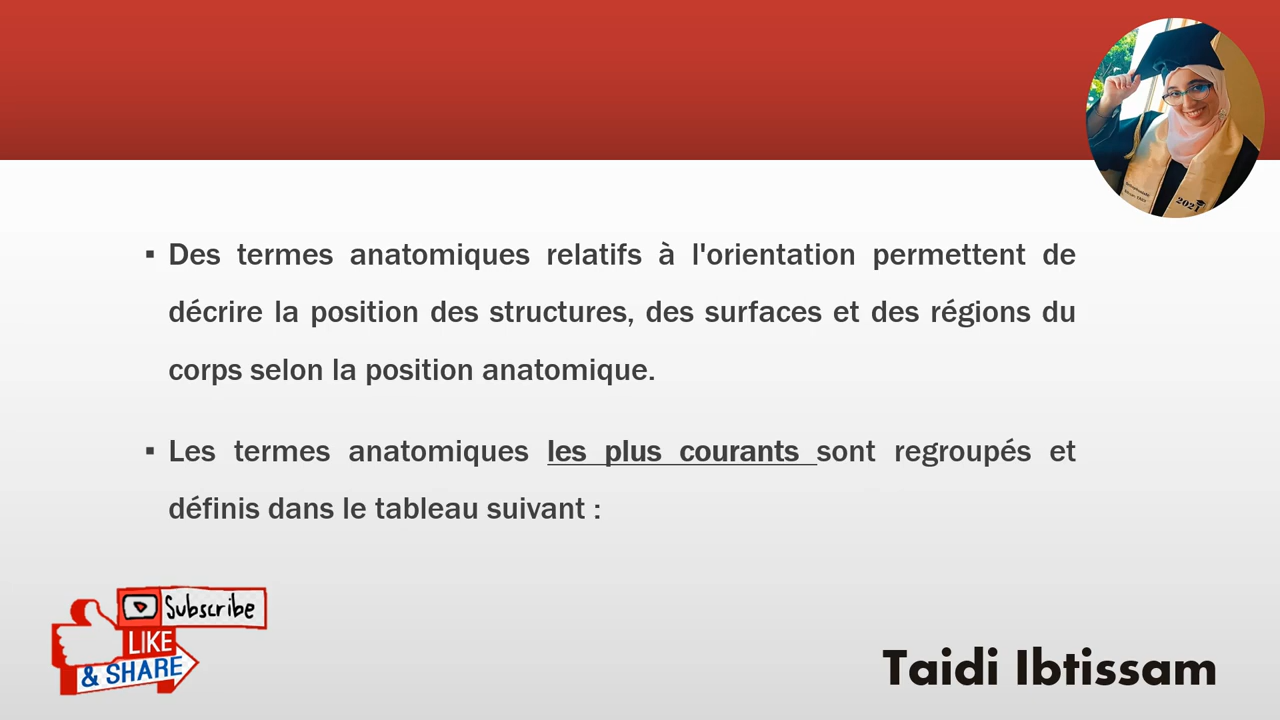 2021
▪ Des termes anatomiques relatifs à l'orientation permettent de
décrire la position des structures, des surfaces et des régions du
corps selon la position anatomique.
▪ Les termes anatomiques les plus courants sont regroupés et
définis dans le tableau suivant :
Subscribe
LIKE
& SHARE
Taidi Ibtissam